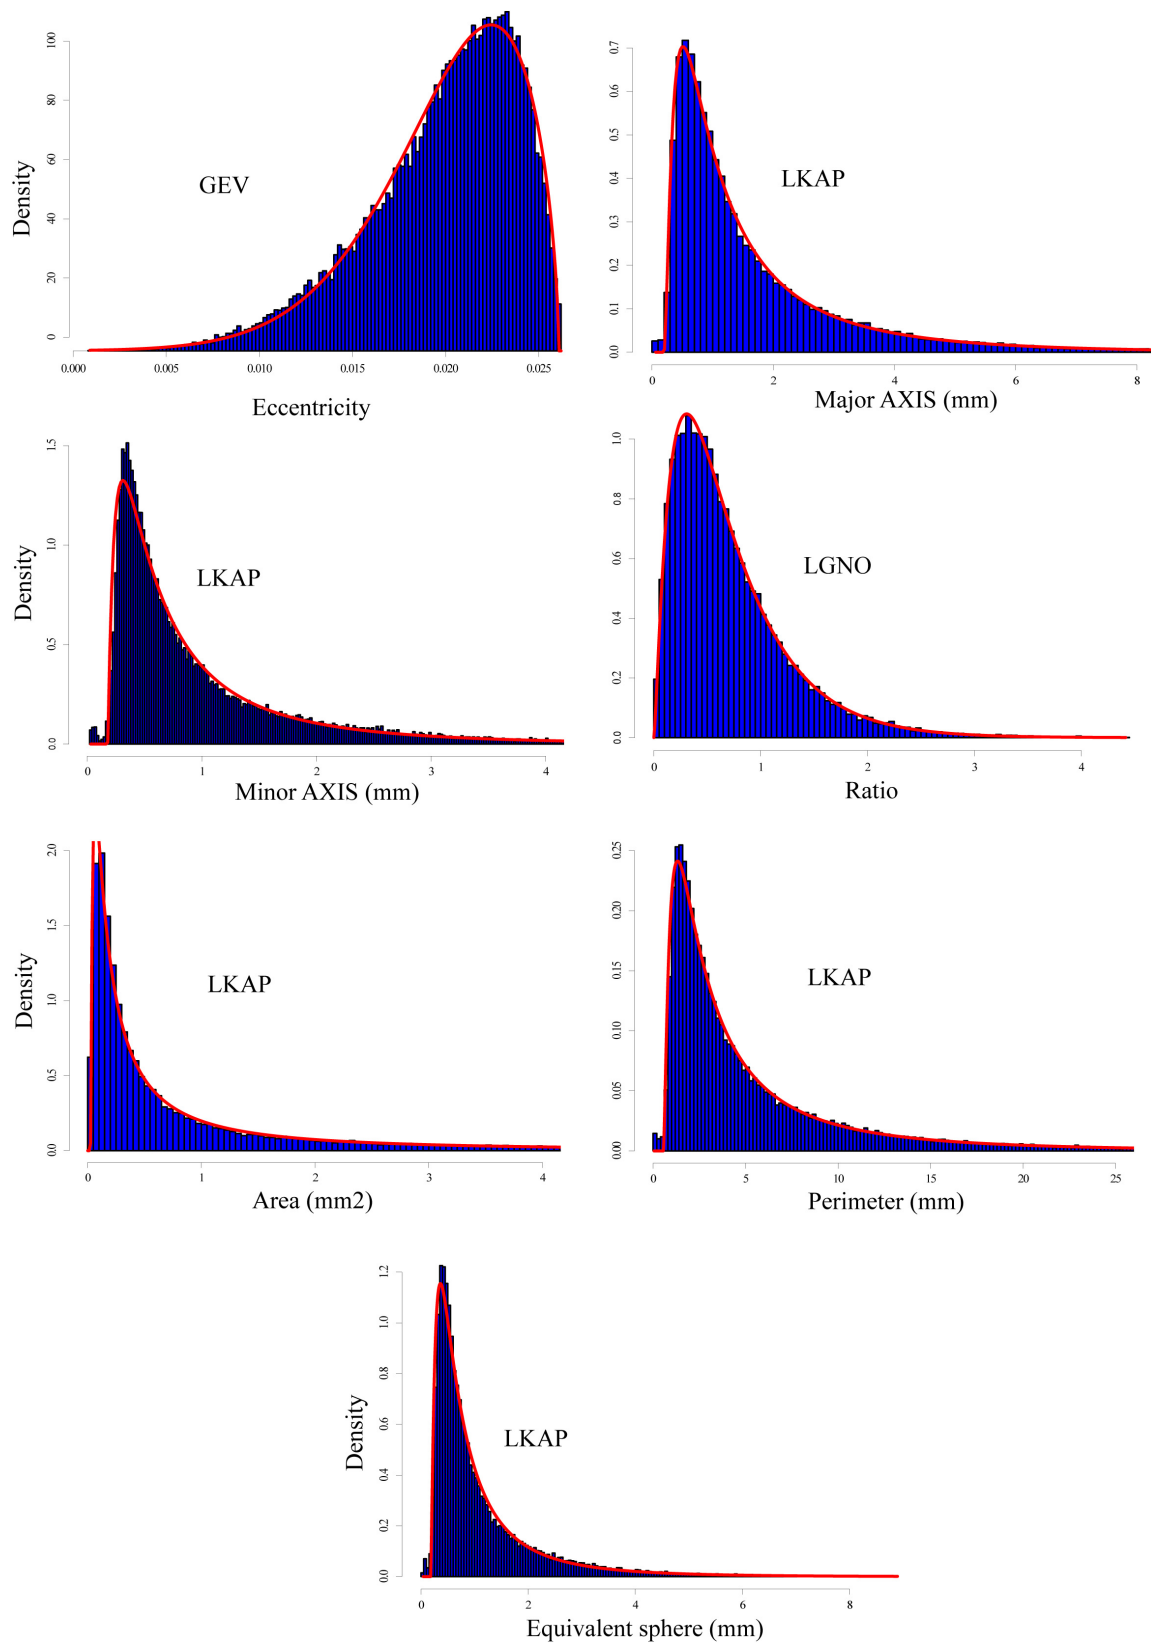 100
80
60
40
20
0
Density
GEV
0.000 0.005 0.010 0.015 0.020 0.025
Eccentricity
0.7
0.6
0.5
0.4
0.3
0.2
0.1
0.0
LKAP
0 2 4 6 8
Major AXIS (mm)
1.5
1.0
0.5
0.0
Density
LKAP
0 1 2 3 4
Minor AXIS (mm)
1.0
0.8
0.6
0.4
0.2
0.0
LGNO
0 1 2 3 4
Ratio
2.0
1.5
1.0
0.5
0.0
Density
LKAP
0 1 2 3 4
Area (mm2)
0.25
0.20
0.15
0.10
0.05
0.00
LKAP
0 5 10 15 20 25
Perimeter (mm)
1.2
1.0
0.8
0.6
0.4
0.2
0.0
Density
LKAP
0 2 4 6 8
Equivalent sphere (mm)